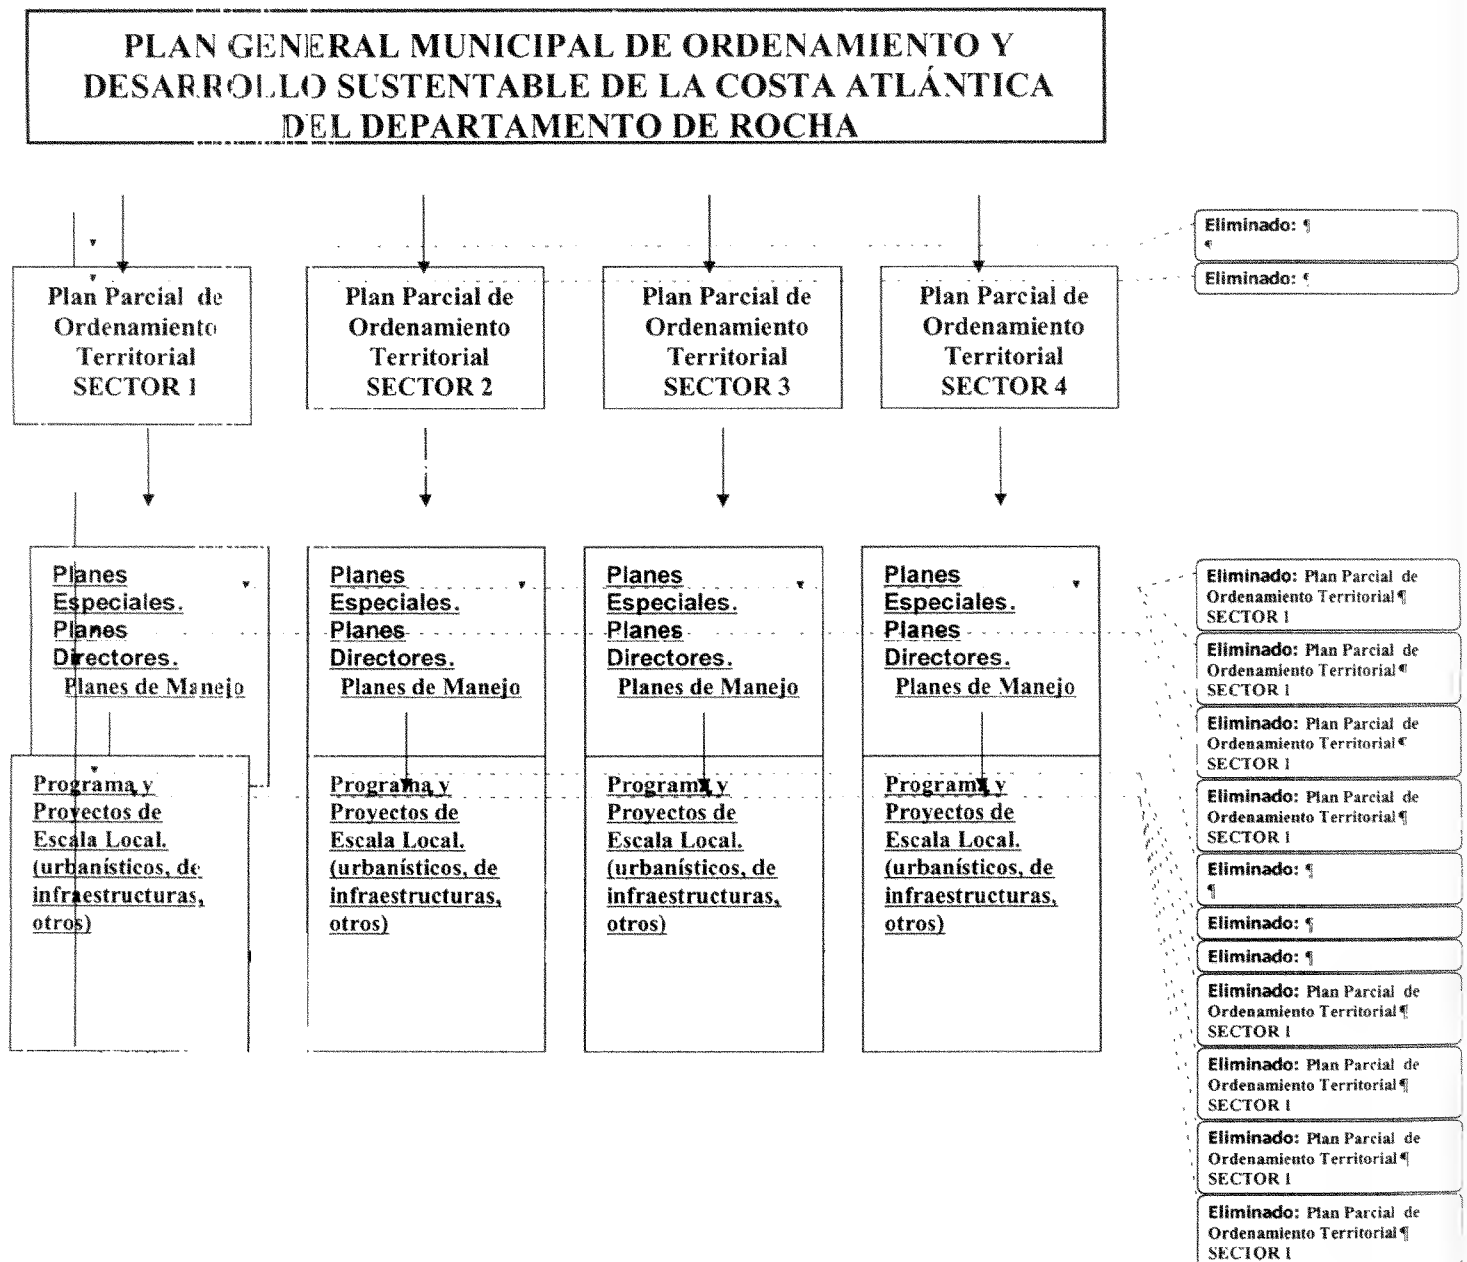 PLAN GENERAL MUNICIPAL DE ORDENAMIENTO Y
DESARROLLO SUSTENTABLE DE LA COSTA ATLÁNTICA
DEL DEPARTAMENTO DE ROCHA
Plan Parcial de
Ordenamiento
Territorial
SECTOR 1
Plan Parcial de
Ordenamiento
Territorial
SECTOR 2
Plan Parcial de
Ordenamiento
Territorial
SECTOR 3
Plan Parcial de
Ordenamiento
Territorial
SECTOR 4
Planes
Especiales.
Planes
Directores.
Planes de Manejo
Planes
Especiales.
Planes
Directores.
Planes de Manejo
Planes
Especiales.
Planes
Directores.
Planes de Manejo
Planes
Especiales.
Planes
Directores.
Planes de Manejo
Programa y
Proyectos de
Escala Local.
(urbanísticos, de
infraestructuras,
otros)
Programa y
Proyectos de
Escala Local.
(urbanísticos, de
infraestructuras,
otros)
Programa y
Proyectos de
Escala Local.
(urbanísticos, de
infraestructuras,
otros)
Programa y
Proyectos de
Escala Local.
(urbanísticos, de
infraestructuras,
otros)
Eliminado: ¶
¶
Eliminado: ¶
Eliminado: Plan Parcial de
Ordenamiento Territorial¶
SECTOR 1
Eliminado: Plan Parcial de
Ordenamiento Territorial¶
SECTOR 1
Eliminado: Plan Parcial de
Ordenamiento Territorial¶
SECTOR 1
Eliminado: Plan Parcial de
Ordenamiento Territorial¶
SECTOR 1
Eliminado: ¶
¶
Eliminado: ¶
Eliminado: ¶
Eliminado: Plan Parcial de
Ordenamiento Territorial¶
SECTOR 1
Eliminado: Plan Parcial de
Ordenamiento Territorial¶
SECTOR 1
Eliminado: Plan Parcial de
Ordenamiento Territorial¶
SECTOR 1
Eliminado: Plan Parcial de
Ordenamiento Territorial¶
SECTOR 1